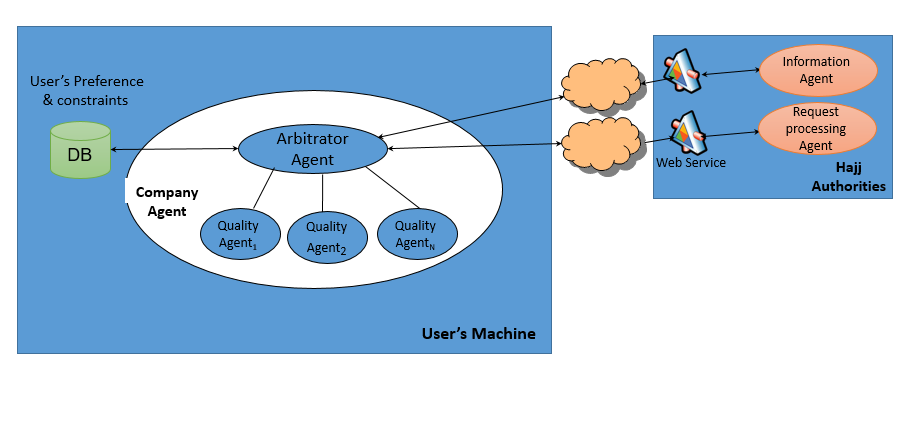 User's Preference
& constraints
DB
Arbitrator
Agent
Company
Agent
Quality
Agent₁
Quality
Agent₂
Quality
Agent_N
User's Machine
Web Service
Information
Agent
Request
processing
Agent
Hajj
Authorities